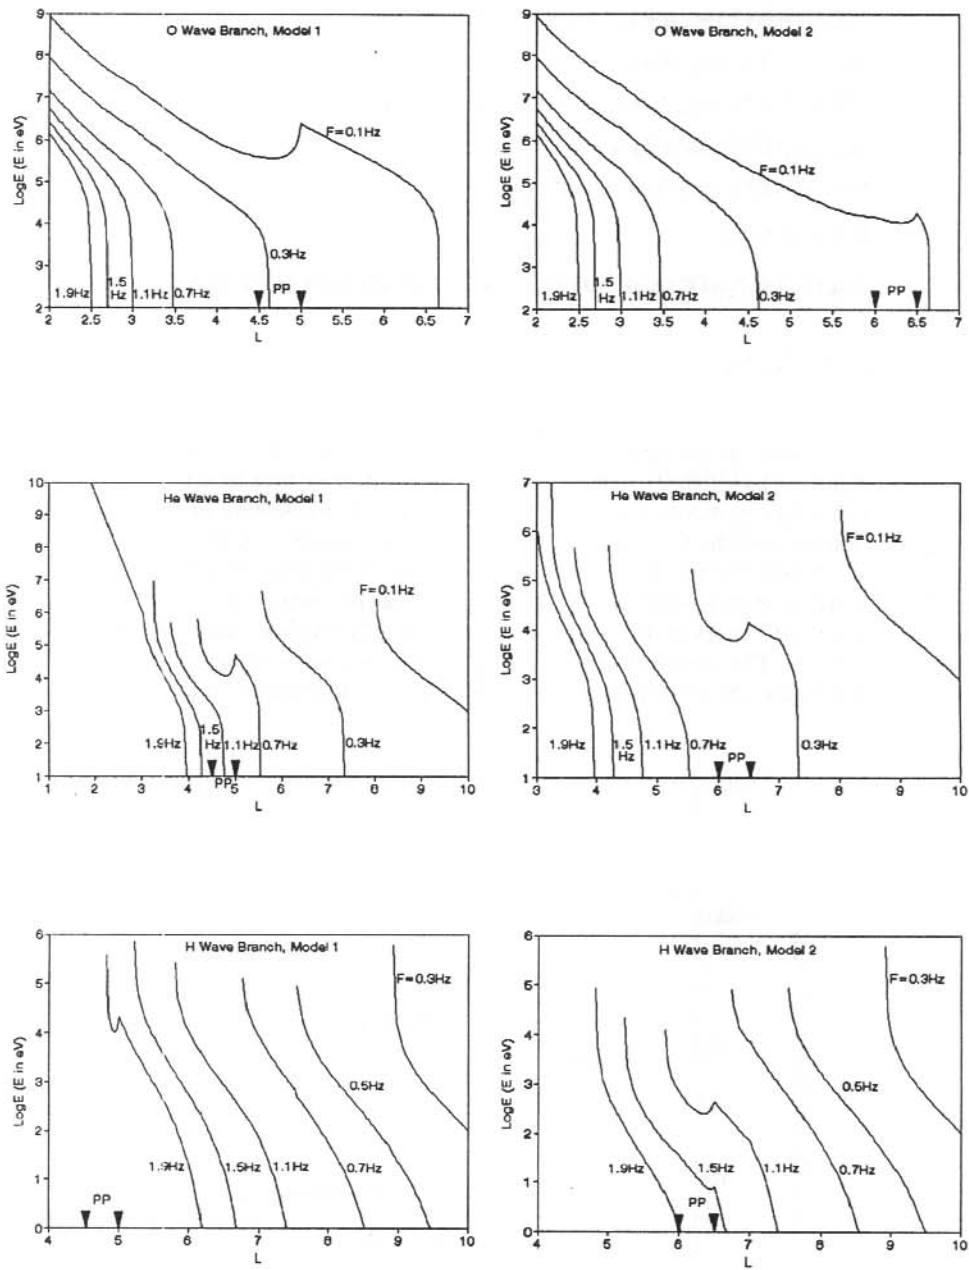 O Wave Branch, Model 1
LogE (E in eV)
9
8
7
6
5
4
3
2
F=0.1Hz
0.3Hz
1.9Hz
1.5
Hz
1.1Hz
0.7Hz
PP
2 2.5 3 3.5 4 4.5 5 5.5 6 6.5 7
L
O Wave Branch, Model 2
LogE (E in eV)
9
8
7
6
5
4
3
2
F=0.1Hz
1.9Hz
1.5
Hz
1.1Hz
0.7Hz
0.3Hz
PP
2 2.5 3 3.5 4 4.5 5 5.5 6 6.5 7
L
He Wave Branch, Model 1
LogE (E in eV)
10
9
8
7
6
5
4
3
2
1
F=0.1Hz
1.9Hz
1.5
Hz
1.1Hz
0.7Hz
0.3Hz
PP
1 2 3 4 5 6 7 8 9 10
L
He Wave Branch, Model 2
LogE (E in eV)
7
6
5
4
3
2
1
F=0.1Hz
1.9Hz
1.5
Hz
1.1Hz
0.7Hz
0.3Hz
PP
3 4 5 6 7 8 9 10
L
H Wave Branch, Model 1
LogE (E in eV)
6
5
4
3
2
1
0
F=0.3Hz
0.5Hz
1.9Hz
1.5Hz
1.1Hz
0.7Hz
PP
4 5 6 7 8 9 10
L
H Wave Branch, Model 2
LogE (E in eV)
6
5
4
3
2
1
0
F=0.3Hz
0.5Hz
1.9Hz
1.5Hz
1.1Hz
0.7Hz
PP
4 5 6 7 8 9 10
L